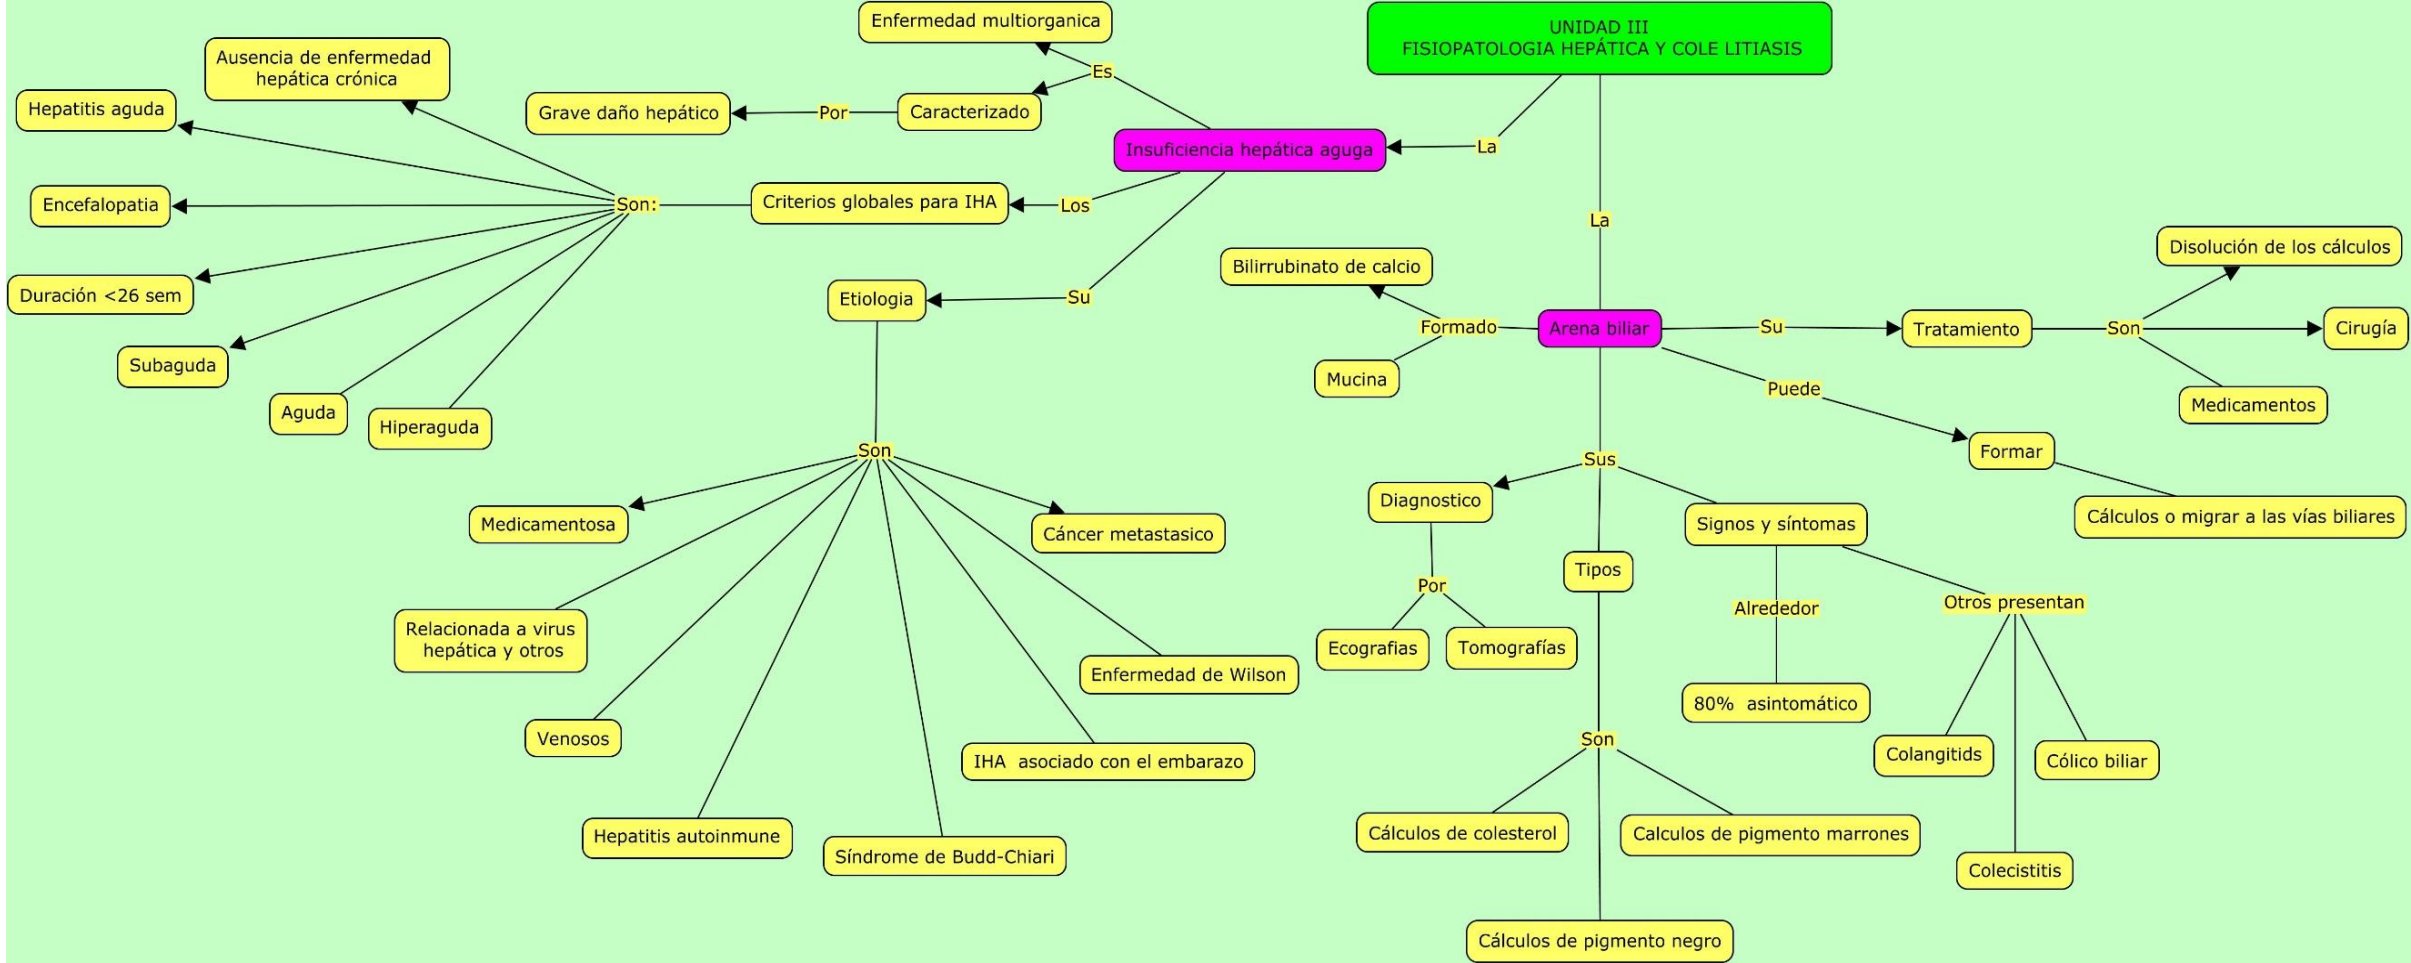 UNIDAD III
FISIOPATOLOGIA HEPÁTICA Y COLE LITIASIS
La
Insuficiencia hepática aguga
Es
Enfermedad multiorganica
Caracterizado
Por
Grave daño hepático
Los
Criterios globales para IHA
Son:
Ausencia de enfermedad
hepática crónica
Hepatitis aguda
Encefalopatia
Duración <26 sem
Subaguda
Aguda
Hiperaguda
Su
Etiologia
Son
Medicamentosa
Relacionada a virus
hepática y otros
Venosos
Hepatitis autoinmune
Síndrome de Budd-Chiari
IHA  asociado con el embarazo
Enfermedad de Wilson
Cáncer metastasico
La
Arena biliar
Formado
Bilirrubinato de calcio
Mucina
Su
Tratamiento
Son
Disolución de los cálculos
Cirugía
Medicamentos
Puede
Formar
Cálculos o migrar a las vías biliares
Sus
Diagnostico
Por
Ecografias
Tomografías
Tipos
Son
Cálculos de colesterol
Cálculos de pigmento negro
Calculos de pigmento marrones
Signos y síntomas
Alrededor
80%  asintomático
Otros presentan
Colangitids
Colecistitis
Cólico biliar